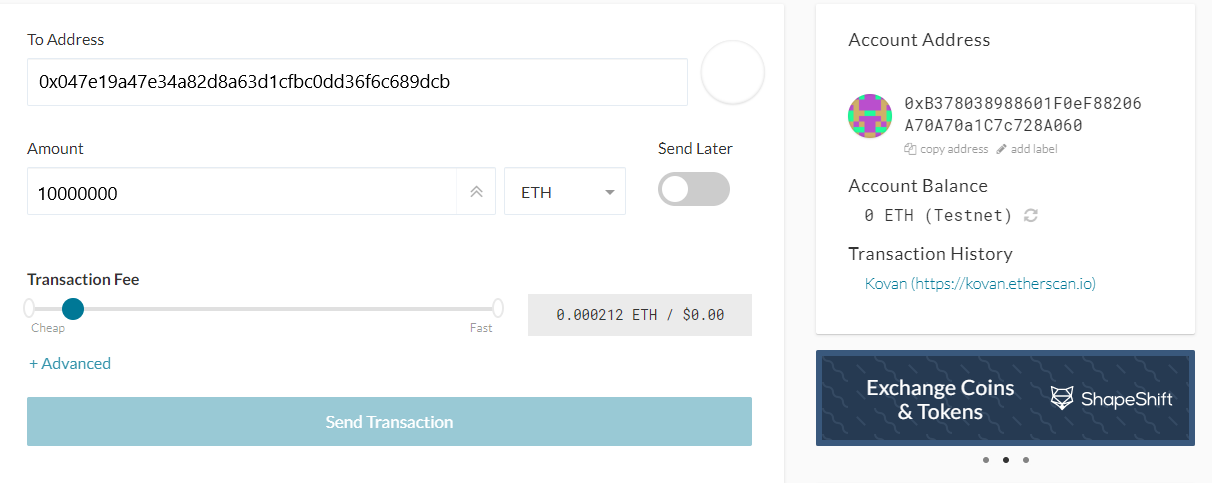 To Address
0x047e19a47e34a82d8a63d1cfbc0dd36f6c689dcb
Amount
Send Later
10000000
ETH
Transaction Fee
Cheap
Fast
0.000212 ETH / $0.00
+ Advanced
Send Transaction
Account Address
0xB378038988601F0eF88206
A70A70a1C7c728A060
copy address
add label
Account Balance
0 ETH (Testnet)
Transaction History
Kovan (https://kovan.etherscan.io)
Exchange Coins
& Tokens
ShapeShift